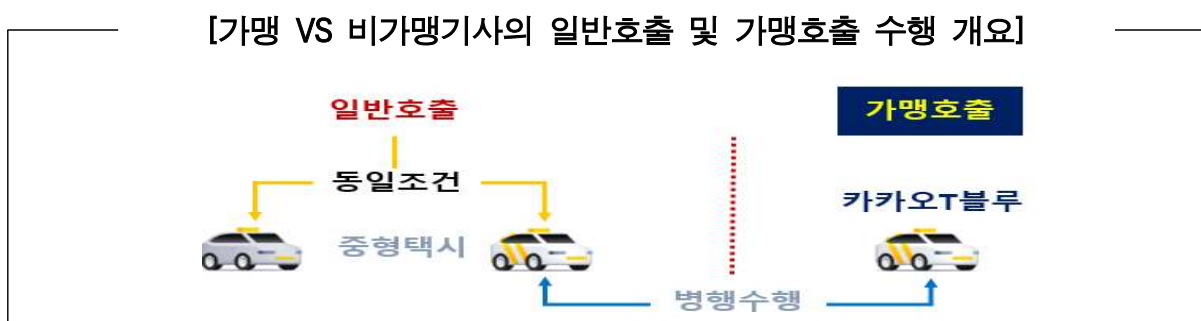 [가맹 VS 비가맹기사의 일반호출 및 가맹호출 수행 개요]
일반호출
가맹호출
동일조건
카카오T블루
중형택시
병행수행